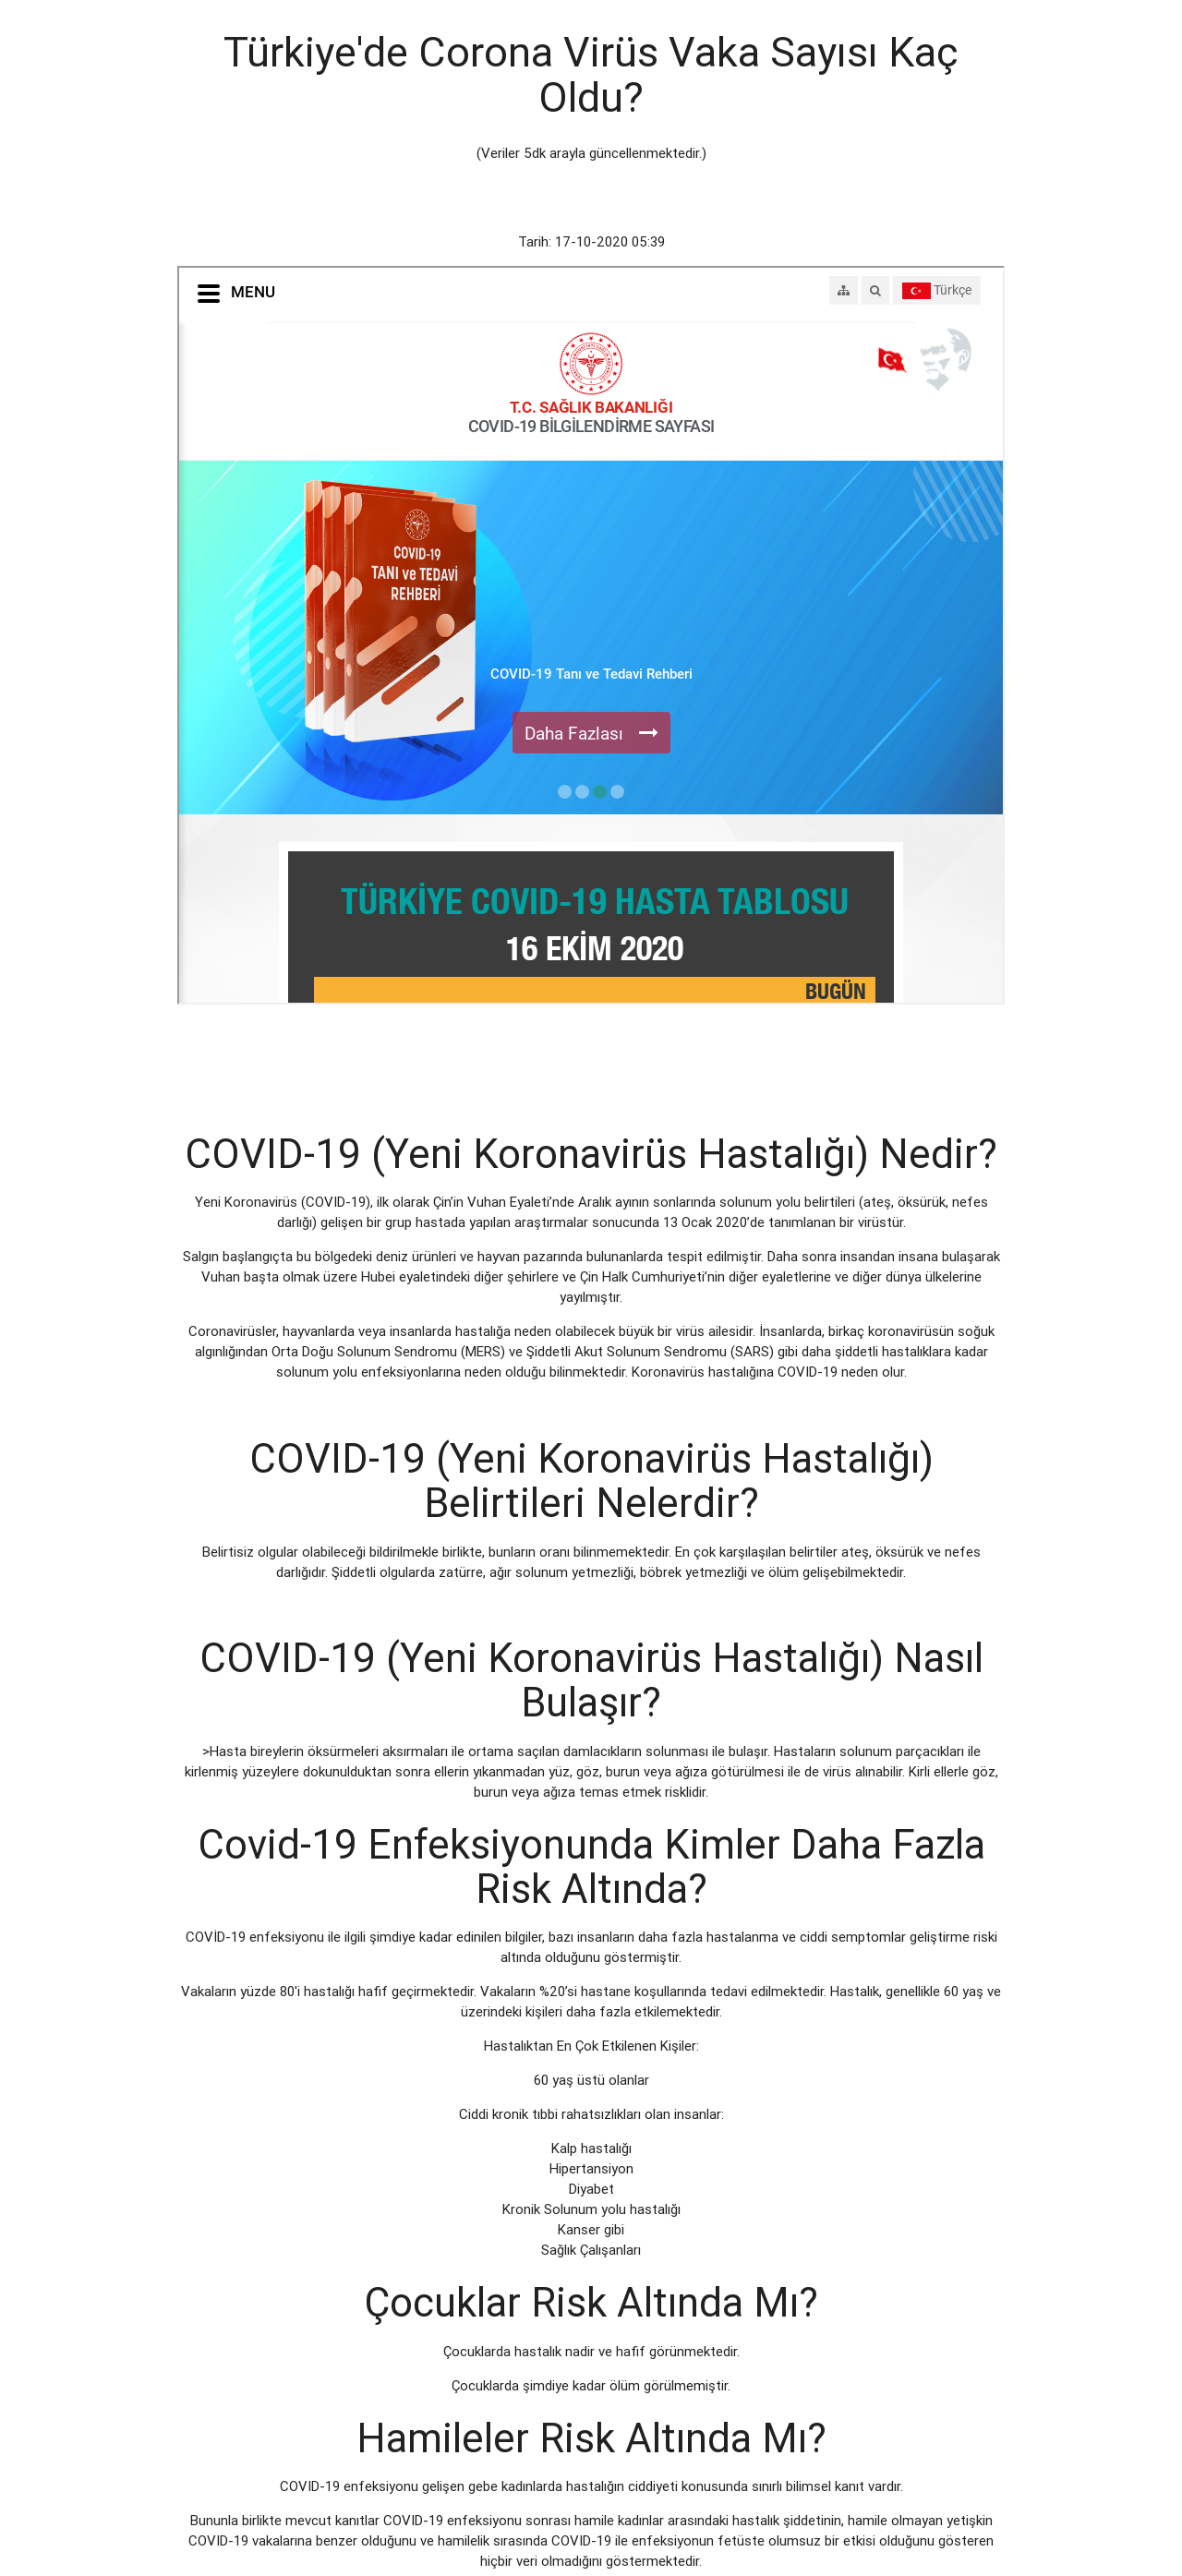 Türkiye'de Corona Virüs Vaka Sayısı Kaç
Oldu?
(Veriler 5dk arayla güncellenmektedir.)
Tarih: 17-10-2020 05:39
MENU
Türkçe
T.C. SAĞLIK BAKANLIĞI
COVID-19 BİLGİLENDİRME SAYFASI
COVID-19
TANI ve TEDAVİ
REHBERİ
COVID-19 Tanı ve Tedavi Rehberi
Daha Fazlası
TÜRKİYE COVID-19 HASTA TABLOSU
16 EKİM 2020
BUGÜN
COVID-19 (Yeni Koronavirüs Hastalığı) Nedir?
Yeni Koronavirüs (COVID-19), ilk olarak Çin’in Vuhan Eyaleti’nde Aralık ayının sonlarında solunum yolu belirtileri (ateş, öksürük, nefes
darlığı) gelişen bir grup hastada yapılan araştırmalar sonucunda 13 Ocak 2020’de tanımlanan bir virüstür.
Salgın başlangıçta bu bölgedeki deniz ürünleri ve hayvan pazarında bulunanlarda tespit edilmiştir. Daha sonra insandan insana bulaşarak
Vuhan başta olmak üzere Hubei eyaletindeki diğer şehirlere ve Çin Halk Cumhuriyeti’nin diğer eyaletlerine ve diğer dünya ülkelerine
yayılmıştır.
Coronavirüsler, hayvanlarda veya insanlarda hastalığa neden olabilecek büyük bir virüs ailesidir. İnsanlarda, birkaç koronavirüsün soğuk
algınlığından Orta Doğu Solunum Sendromu (MERS) ve Şiddetli Akut Solunum Sendromu (SARS) gibi daha şiddetli hastalıklara kadar
solunum yolu enfeksiyonlarına neden olduğu bilinmektedir. Koronavirüs hastalığına COVID-19 neden olur.
COVID-19 (Yeni Koronavirüs Hastalığı)
Belirtileri Nelerdir?
Belirtisiz olgular olabileceği bildirilmekle birlikte, bunların oranı bilinmemektedir. En çok karşılaşılan belirtiler ateş, öksürük ve nefes
darlığıdır. Şiddetli olgularda zatürre, ağır solunum yetmezliği, böbrek yetmezliği ve ölüm gelişebilmektedir.
COVID-19 (Yeni Koronavirüs Hastalığı) Nasıl
Bulaşır?
>Hasta bireylerin öksürmeleri aksırmaları ile ortama saçılan damlacıkların solunması ile bulaşır. Hastaların solunum parçacıkları ile
kirlenmiş yüzeylere dokunulduktan sonra ellerin yıkanmadan yüz, göz, burun veya ağıza götürülmesi ile de virüs alınabilir. Kirli ellerle göz,
burun veya ağıza temas etmek risklidir.
Covid-19 Enfeksiyonunda Kimler Daha Fazla
Risk Altında?
COVİD-19 enfeksiyonu ile ilgili şimdiye kadar edinilen bilgiler, bazı insanların daha fazla hastalanma ve ciddi semptomlar geliştirme riski
altında olduğunu göstermiştir.
Vakaların yüzde 80'i hastalığı hafif geçirmektedir. Vakaların %20’si hastane koşullarında tedavi edilmektedir. Hastalık, genellikle 60 yaş ve
üzerindeki kişileri daha fazla etkilemektedir.
Hastalıktan En Çok Etkilenen Kişiler:
60 yaş üstü olanlar
Ciddi kronik tıbbi rahatsızlıkları olan insanlar:
Kalp hastalığı
Hipertansiyon
Diyabet
Kronik Solunum yolu hastalığı
Kanser gibi
Sağlık Çalışanları
Çocuklar Risk Altında Mı?
Çocuklarda hastalık nadir ve hafif görünmektedir.
Çocuklarda şimdiye kadar ölüm görülmemiştir.
Hamileler Risk Altında Mı?
COVID-19 enfeksiyonu gelişen gebe kadınlarda hastalığın ciddiyeti konusunda sınırlı bilimsel kanıt vardır.
Bununla birlikte mevcut kanıtlar COVID-19 enfeksiyonu sonrası hamile kadınlar arasındaki hastalık şiddetinin, hamile olmayan yetişkin
COVID-19 vakalarına benzer olduğunu ve hamilelik sırasında COVID-19 ile enfeksiyonun fetüste olumsuz bir etkisi olduğunu gösteren
hiçbir veri olmadığını göstermektedir.